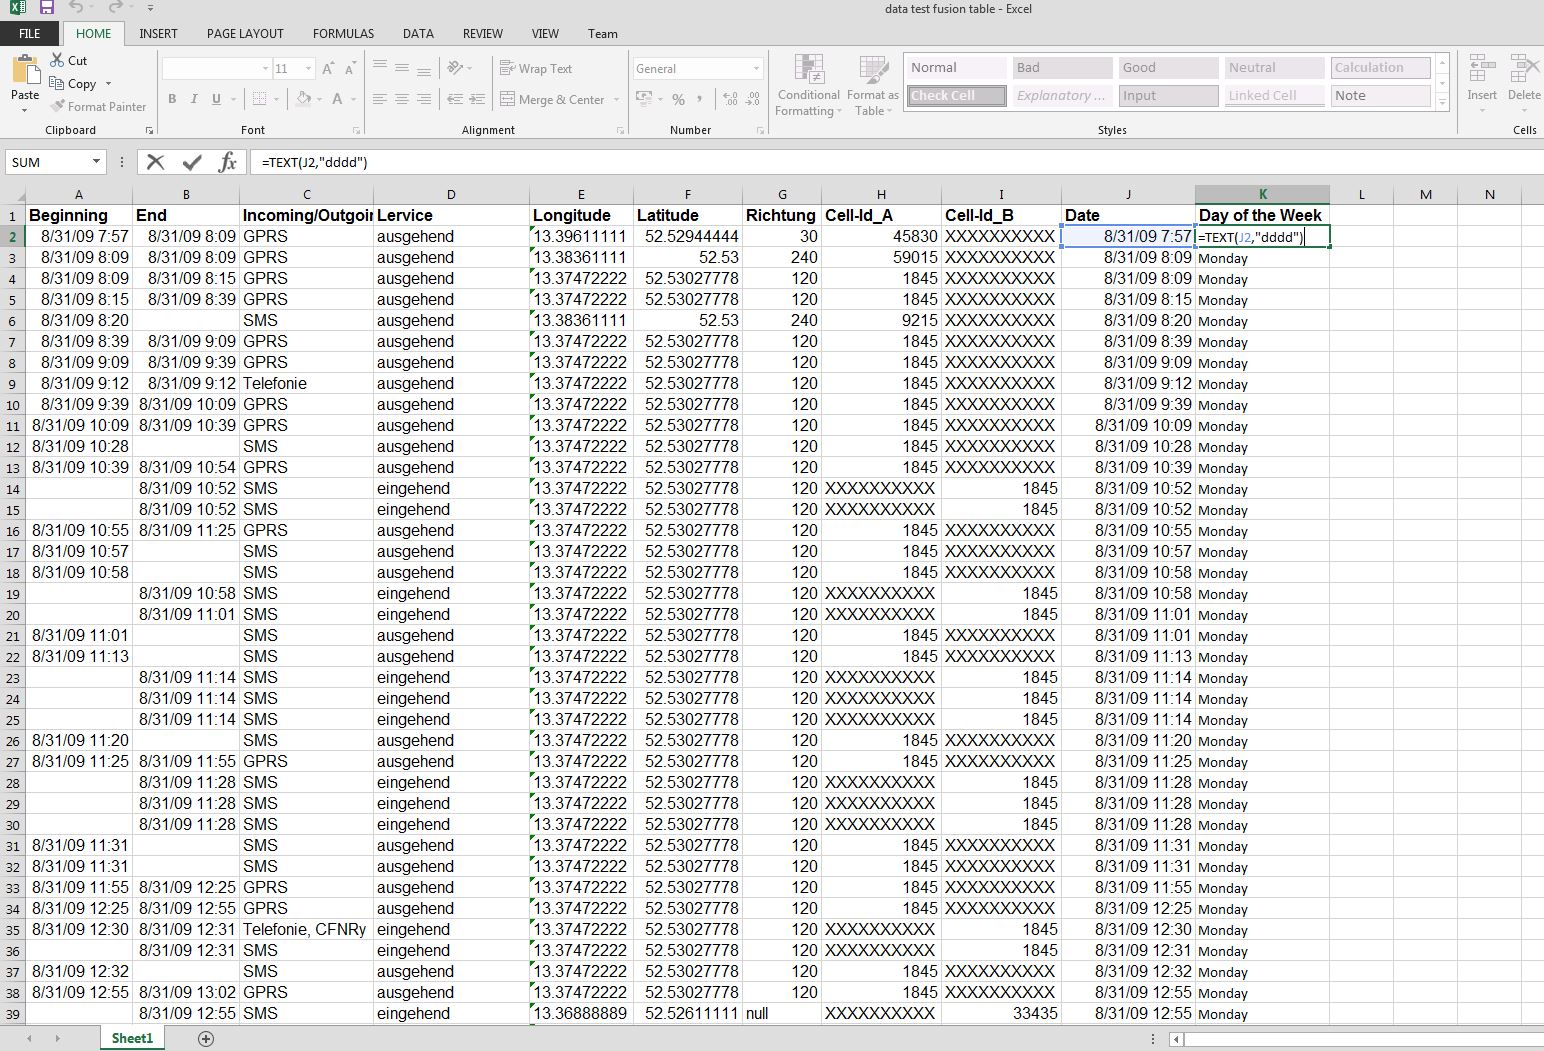 data test fusion table - Excel
FILE HOME INSERT PAGE LAYOUT FORMULAS DATA REVIEW VIEW Team
Cut
Copy
Format Painter
Paste
11
Wrap Text
Merge & Center
General
Conditional Formatting
Format as Table
Normal Bad Good Neutral Calculation
Check Cell Explanatory ... Input Linked Cell Note
Insert Delete
Clipboard Font Alignment Number Styles Cells
SUM =TEXT(J2,"dddd")
A B C D E F G H I J K L M N
1 Beginning End Incoming/Outgoi Lervice Longitude Latitude Richtung Cell-Id_A Cell-Id_B Date Day of the Week
2 8/31/09 7:57 8/31/09 8:09 GPRS ausgehend 13.39611111 52.52944444 30 45830 XXXXXXXXXX 8/31/09 7:57 =TEXT(J2,"dddd")
3 8/31/09 8:09 8/31/09 8:09 GPRS ausgehend 13.38361111 52.53 240 59015 XXXXXXXXXX 8/31/09 8:09 Monday
4 8/31/09 8:09 8/31/09 8:15 GPRS ausgehend 13.37472222 52.53027778 120 1845 XXXXXXXXXX 8/31/09 8:09 Monday
5 8/31/09 8:15 8/31/09 8:39 GPRS ausgehend 13.37472222 52.53027778 120 1845 XXXXXXXXXX 8/31/09 8:15 Monday
6 8/31/09 8:20 SMS ausgehend 13.38361111 52.53 240 9215 XXXXXXXXXX 8/31/09 8:20 Monday
7 8/31/09 8:39 8/31/09 9:09 GPRS ausgehend 13.37472222 52.53027778 120 1845 XXXXXXXXXX 8/31/09 8:39 Monday
8 8/31/09 9:09 8/31/09 9:39 GPRS ausgehend 13.37472222 52.53027778 120 1845 XXXXXXXXXX 8/31/09 9:09 Monday
9 8/31/09 9:12 8/31/09 9:12 Telefonie ausgehend 13.37472222 52.53027778 120 1845 XXXXXXXXXX 8/31/09 9:12 Monday
10 8/31/09 9:39 8/31/09 10:09 GPRS ausgehend 13.37472222 52.53027778 120 1845 XXXXXXXXXX 8/31/09 9:39 Monday
11 8/31/09 10:09 8/31/09 10:39 GPRS ausgehend 13.37472222 52.53027778 120 1845 XXXXXXXXXX 8/31/09 10:09 Monday
12 8/31/09 10:28 SMS ausgehend 13.37472222 52.53027778 120 1845 XXXXXXXXXX 8/31/09 10:28 Monday
13 8/31/09 10:39 8/31/09 10:54 GPRS ausgehend 13.37472222 52.53027778 120 1845 XXXXXXXXXX 8/31/09 10:39 Monday
14 8/31/09 10:52 SMS eingehend 13.37472222 52.53027778 120 XXXXXXXXXX 1845 8/31/09 10:52 Monday
15 8/31/09 10:52 SMS eingehend 13.37472222 52.53027778 120 XXXXXXXXXX 1845 8/31/09 10:52 Monday
16 8/31/09 10:55 8/31/09 11:25 GPRS ausgehend 13.37472222 52.53027778 120 1845 XXXXXXXXXX 8/31/09 10:55 Monday
17 8/31/09 10:57 SMS ausgehend 13.37472222 52.53027778 120 1845 XXXXXXXXXX 8/31/09 10:57 Monday
18 8/31/09 10:58 SMS ausgehend 13.37472222 52.53027778 120 1845 XXXXXXXXXX 8/31/09 10:58 Monday
19 8/31/09 10:58 SMS eingehend 13.37472222 52.53027778 120 XXXXXXXXXX 1845 8/31/09 10:58 Monday
20 8/31/09 11:01 SMS eingehend 13.37472222 52.53027778 120 XXXXXXXXXX 1845 8/31/09 11:01 Monday
21 8/31/09 11:01 SMS ausgehend 13.37472222 52.53027778 120 1845 XXXXXXXXXX 8/31/09 11:01 Monday
22 8/31/09 11:13 SMS ausgehend 13.37472222 52.53027778 120 1845 XXXXXXXXXX 8/31/09 11:13 Monday
23 8/31/09 11:14 SMS eingehend 13.37472222 52.53027778 120 XXXXXXXXXX 1845 8/31/09 11:14 Monday
24 8/31/09 11:14 SMS eingehend 13.37472222 52.53027778 120 XXXXXXXXXX 1845 8/31/09 11:14 Monday
25 8/31/09 11:14 SMS eingehend 13.37472222 52.53027778 120 XXXXXXXXXX 1845 8/31/09 11:14 Monday
26 8/31/09 11:20 SMS ausgehend 13.37472222 52.53027778 120 1845 XXXXXXXXXX 8/31/09 11:20 Monday
27 8/31/09 11:25 8/31/09 11:55 GPRS ausgehend 13.37472222 52.53027778 120 1845 XXXXXXXXXX 8/31/09 11:25 Monday
28 8/31/09 11:28 SMS eingehend 13.37472222 52.53027778 120 XXXXXXXXXX 1845 8/31/09 11:28 Monday
29 8/31/09 11:28 SMS eingehend 13.37472222 52.53027778 120 XXXXXXXXXX 1845 8/31/09 11:28 Monday
30 8/31/09 11:28 SMS eingehend 13.37472222 52.53027778 120 XXXXXXXXXX 1845 8/31/09 11:28 Monday
31 8/31/09 11:31 SMS ausgehend 13.37472222 52.53027778 120 1845 XXXXXXXXXX 8/31/09 11:31 Monday
32 8/31/09 11:31 SMS ausgehend 13.37472222 52.53027778 120 1845 XXXXXXXXXX 8/31/09 11:31 Monday
33 8/31/09 11:55 8/31/09 12:25 GPRS ausgehend 13.37472222 52.53027778 120 1845 XXXXXXXXXX 8/31/09 11:55 Monday
34 8/31/09 12:25 8/31/09 12:55 GPRS ausgehend 13.37472222 52.53027778 120 1845 XXXXXXXXXX 8/31/09 12:25 Monday
35 8/31/09 12:30 8/31/09 12:31 Telefonie, CFNRy eingehend 13.37472222 52.53027778 120 XXXXXXXXXX 1845 8/31/09 12:30 Monday
36 8/31/09 12:31 SMS eingehend 13.37472222 52.53027778 120 XXXXXXXXXX 1845 8/31/09 12:31 Monday
37 8/31/09 12:32 SMS ausgehend 13.37472222 52.53027778 120 1845 XXXXXXXXXX 8/31/09 12:32 Monday
38 8/31/09 12:55 8/31/09 13:02 GPRS ausgehend 13.37472222 52.53027778 120 1845 XXXXXXXXXX 8/31/09 12:55 Monday
39 8/31/09 12:55 SMS eingehend 13.36888889 52.52611111 null XXXXXXXXXX 33435 8/31/09 12:55 Monday
Sheet1